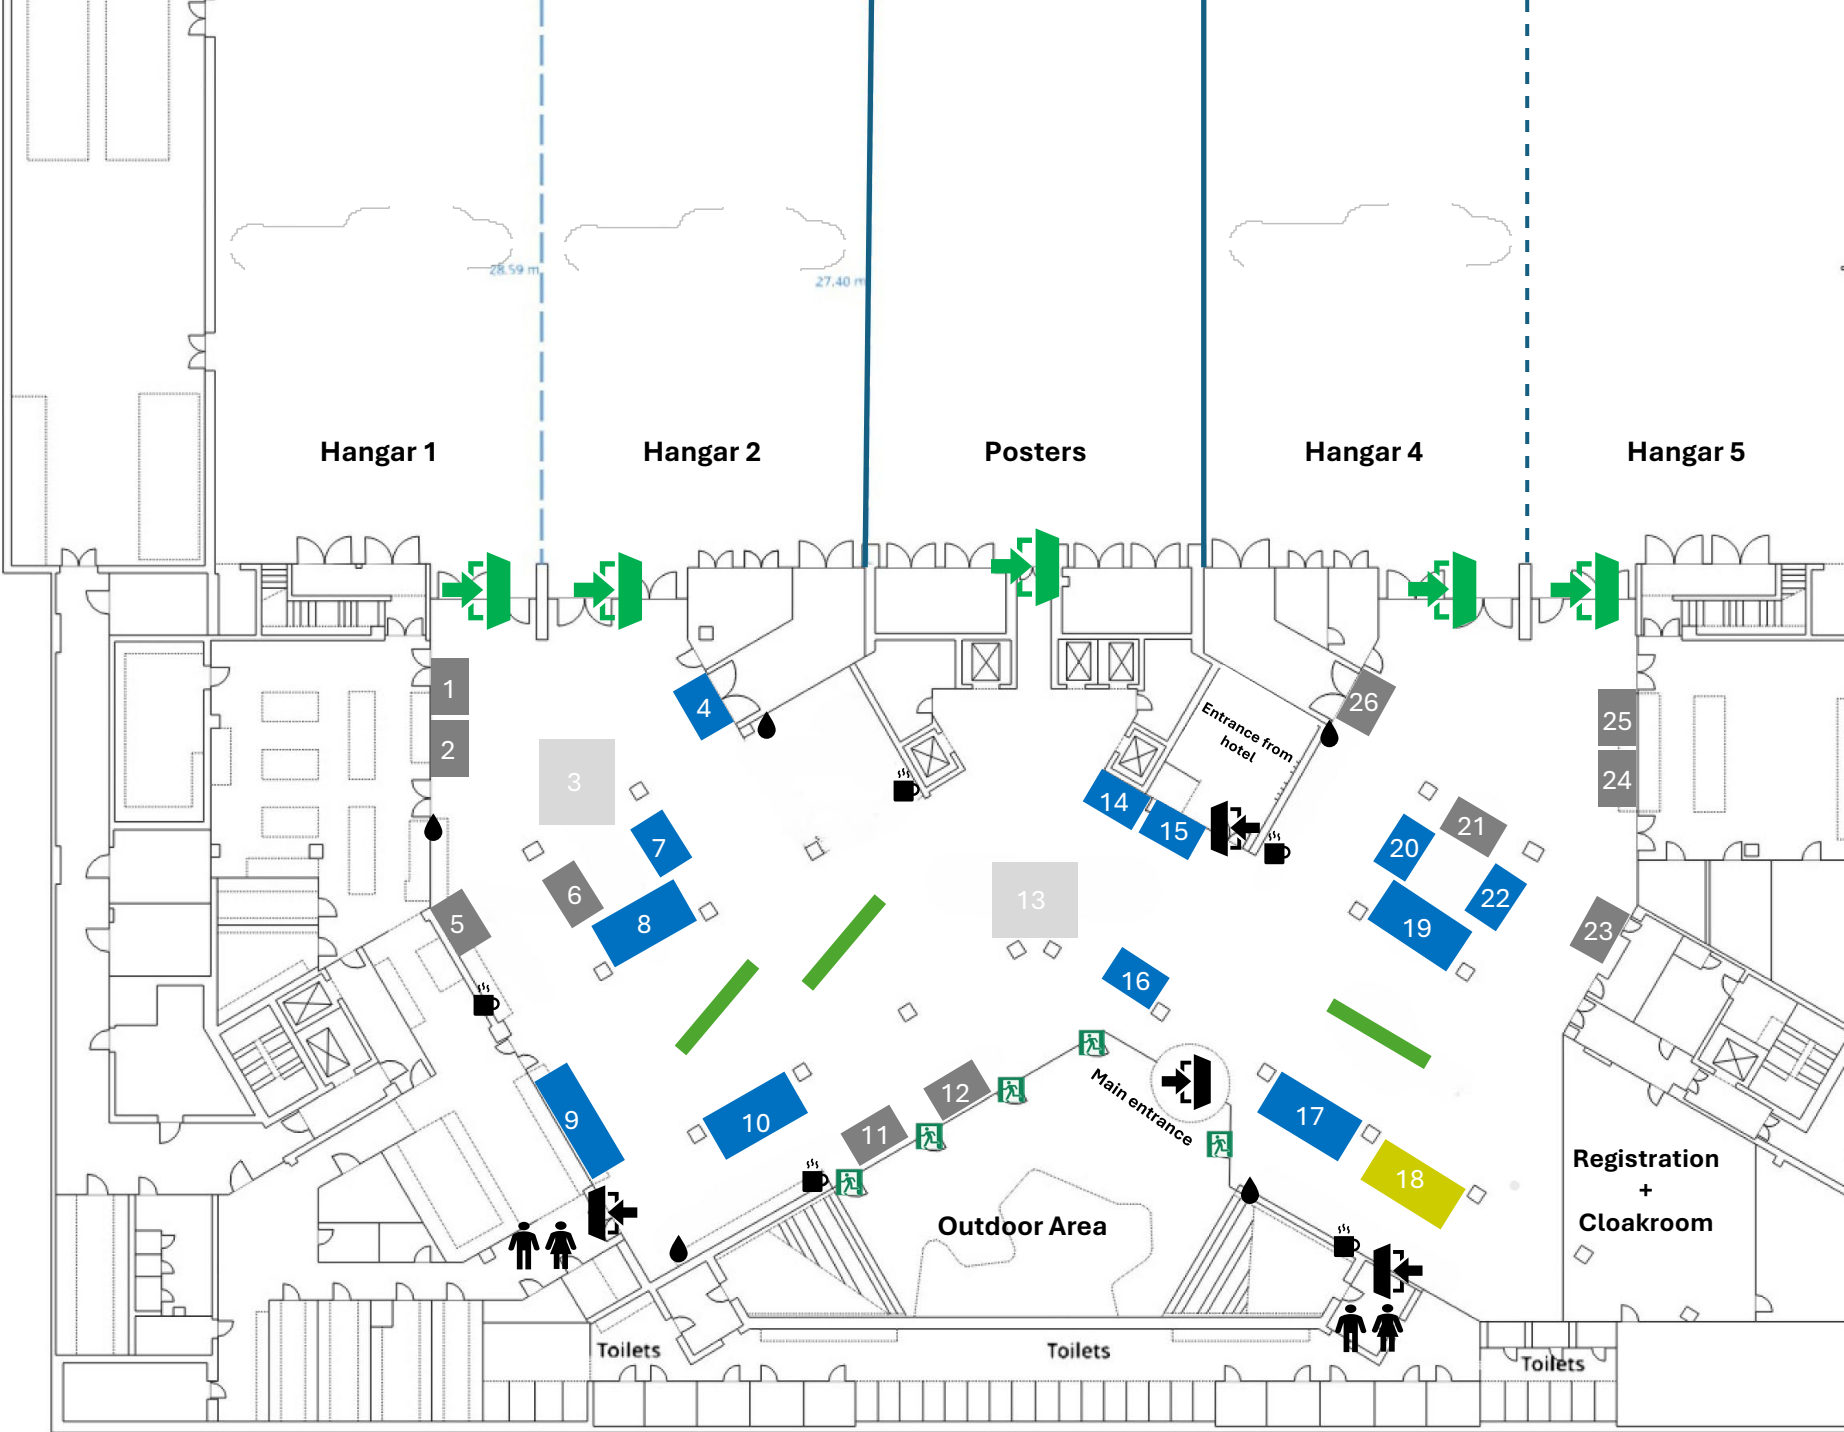 28.59 m
27.40 m
Hangar 1
Hangar 2
Posters
Hangar 4
Hangar 5
1
2
3
4
5
6
7
8
9
10
11
12
13
14
15
16
17
18
19
20
21
22
23
24
25
26
Entrance from
hotel
Main entrance
Outdoor Area
Registration
+
Cloakroom
Toilets
Toilets
Toilets